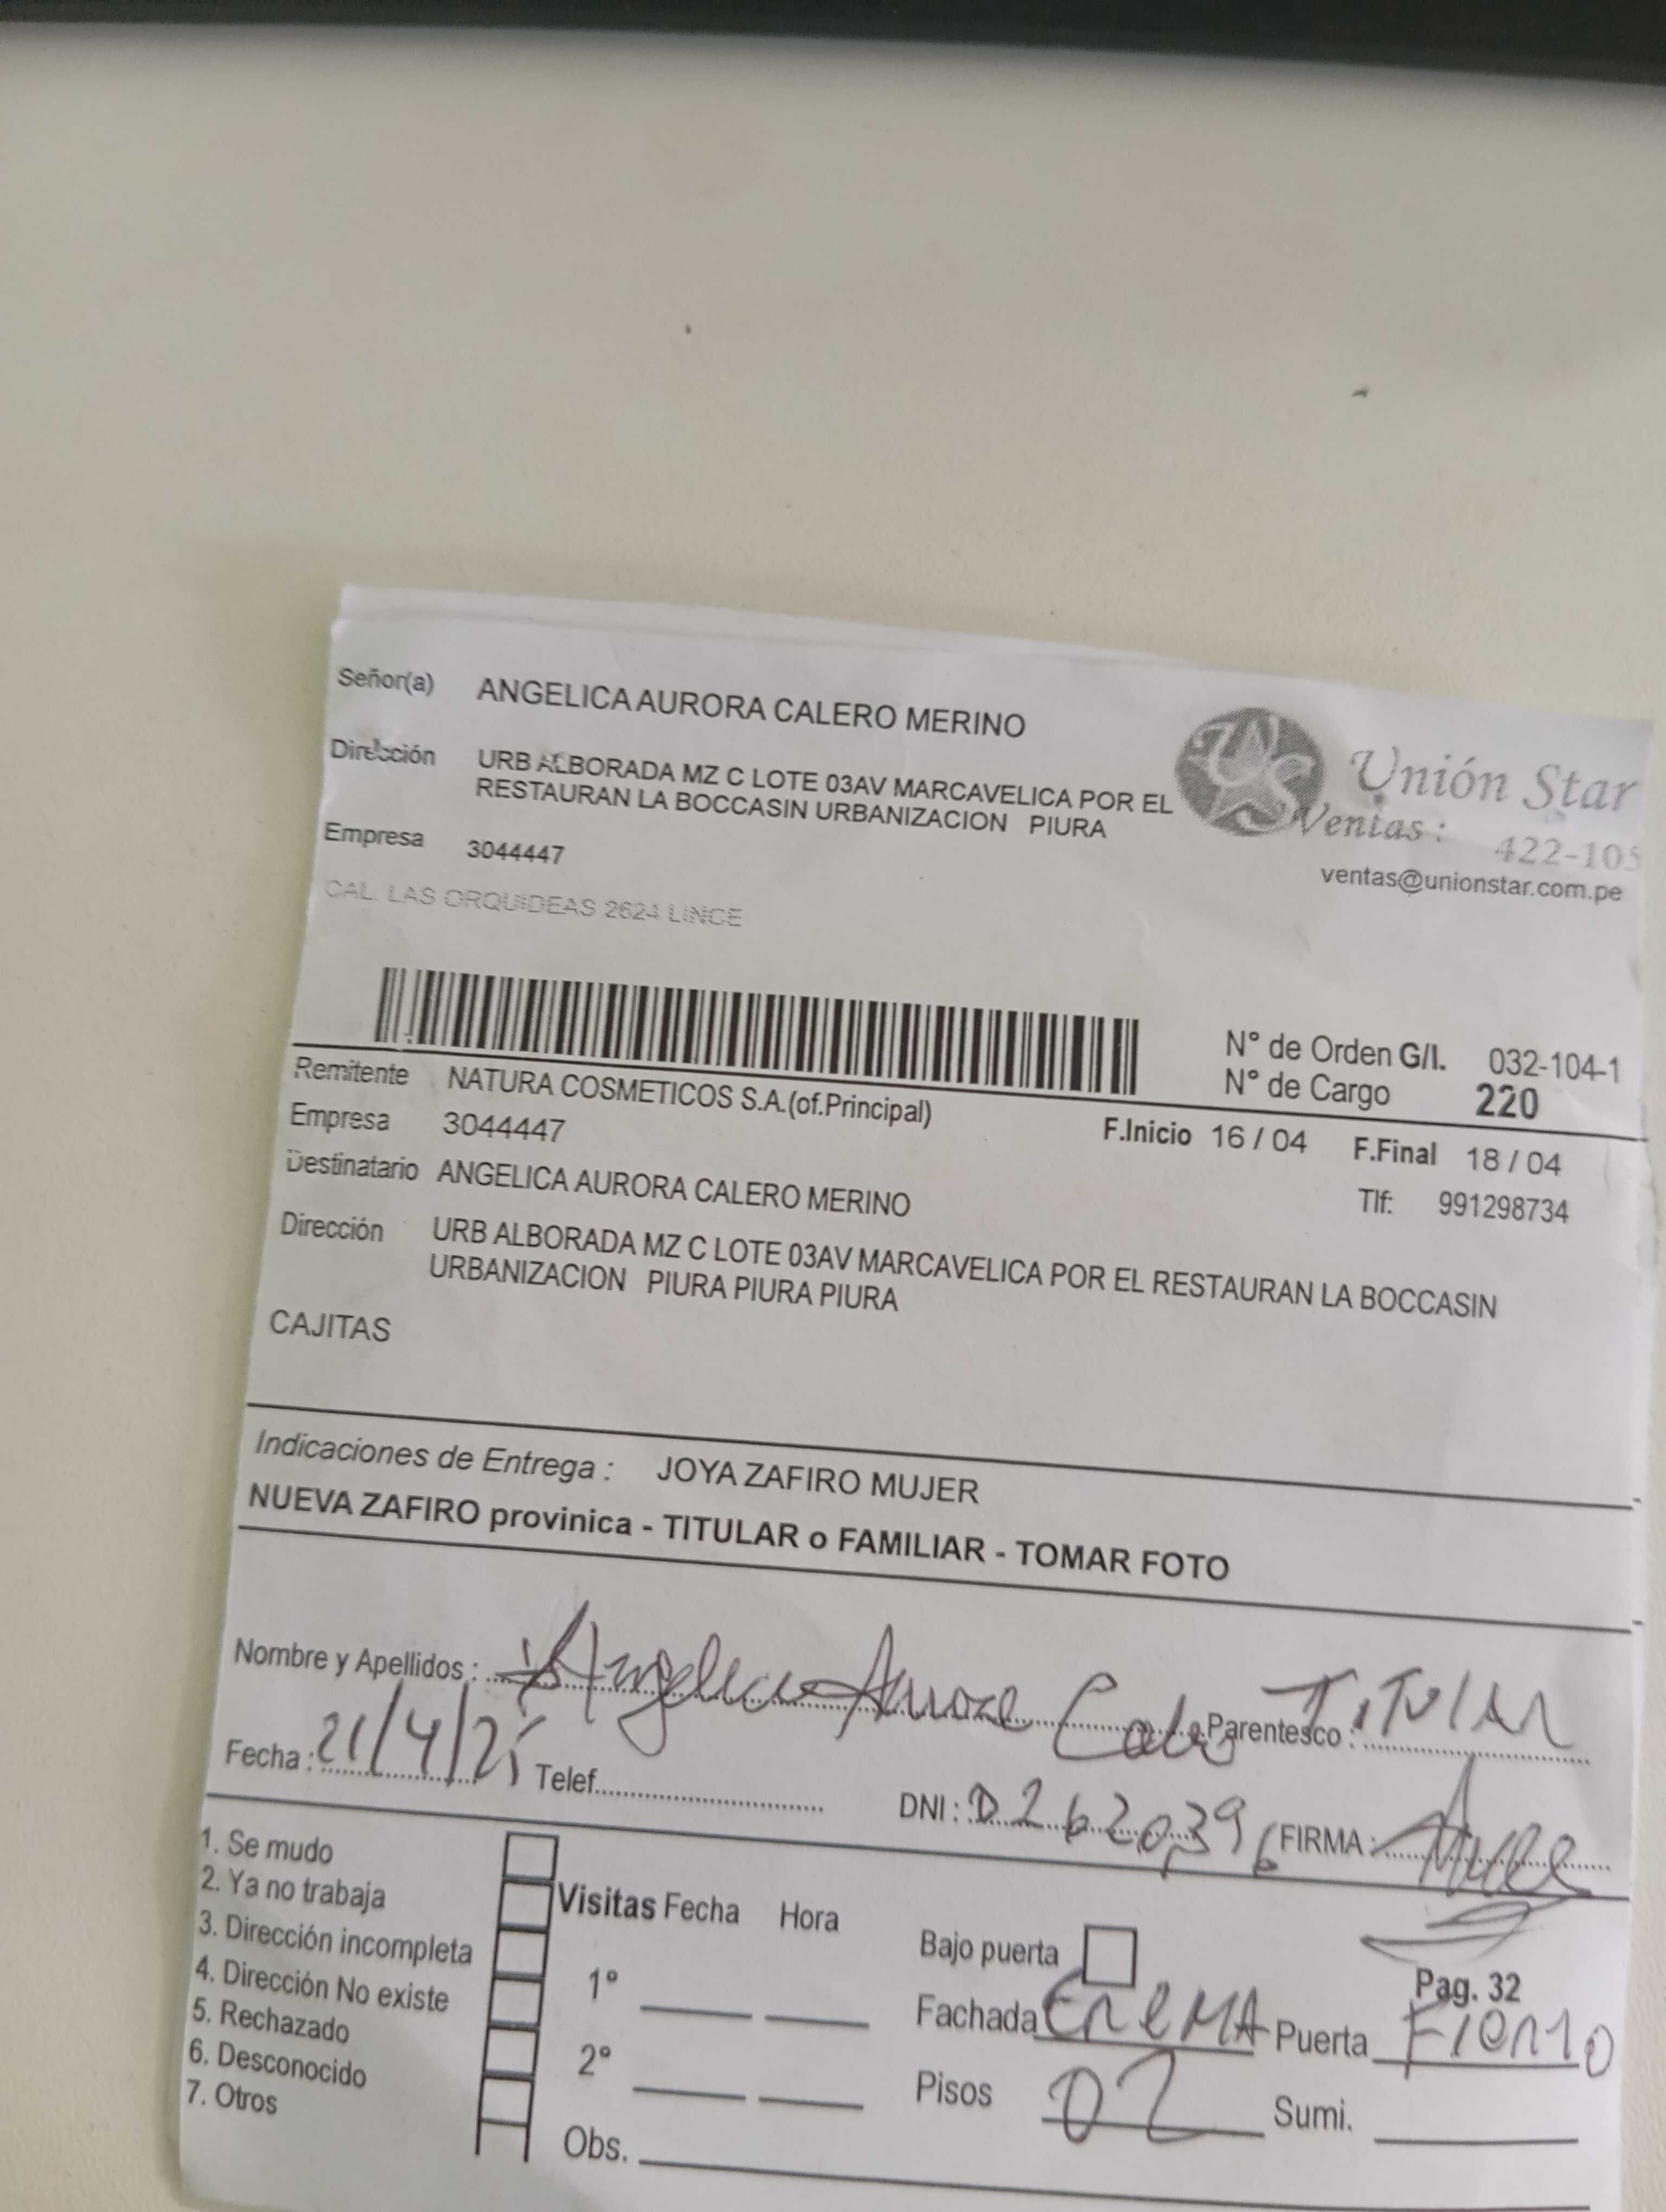 Señor(a) ANGELICA AURORA CALERO MERINO
Dirección URB ALBORADA MZ C LOTE 03AV MARCAVELICA POR EL
RESTAURAN LA BOCCASIN URBANIZACION PIURA
Unión Star
Ventas : 422-105
ventas@unionstar.com.pe
Empresa 3044447
CAL. LAS ORQUIDEAS 2624 LINCE
N° de Orden G/I. 032-104-1
N° de Cargo 220
Remitente NATURA COSMETICOS S.A.(of.Principal)
Empresa 3044447
F.Inicio 16 / 04 F.Final 18 / 04
Destinatario ANGELICA AURORA CALERO MERINO
Tlf: 991298734
Dirección URB ALBORADA MZ C LOTE 03AV MARCAVELICA POR EL RESTAURAN LA BOCCASIN
URBANIZACION PIURA PIURA PIURA
CAJITAS
Indicaciones de Entrega : JOYA ZAFIRO MUJER
NUEVA ZAFIRO provinica - TITULAR o FAMILIAR - TOMAR FOTO
Nombre y Apellidos : Angelica Aurora Parentesco : TiTulAR
Fecha : 21/4/25 Telef. DNI : 02620396 FIRMA :
1. Se mudo
2. Ya no trabaja
3. Dirección incompleta
4. Dirección No existe
5. Rechazado
6. Desconocido
7. Otros
Visitas Fecha Hora
1°
2°
Obs.
Bajo puerta
Pag. 32
Fachada CReMA Puerta FIERRO
Pisos 02 Sumi.